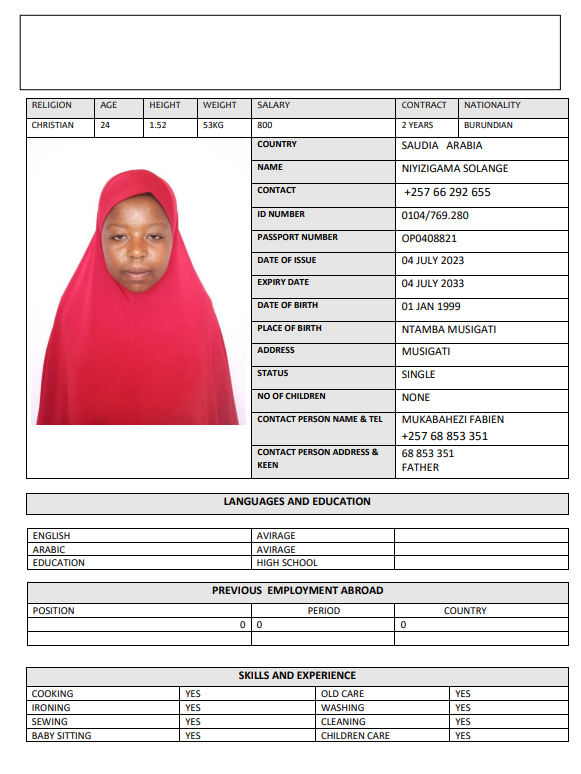 RELIGION AGE HEIGHT WEIGHT SALARY CONTRACT NATIONALITY
CHRISTIAN 24 1.52 53KG 800 2 YEARS BURUNDIAN
COUNTRY SAUDIA ARABIA
NAME NIYIZIGAMA SOLANGE
CONTACT +257 66 292 655
ID NUMBER 0104/769.280
PASSPORT NUMBER OP0408821
DATE OF ISSUE 04 JULY 2023
EXPIRY DATE 04 JULY 2033
DATE OF BIRTH 01 JAN 1999
PLACE OF BIRTH NTAMBA MUSIGATI
ADDRESS MUSIGATI
STATUS SINGLE
NO OF CHILDREN NONE
CONTACT PERSON NAME & TEL MUKABAHEZI FABIEN
+257 68 853 351
CONTACT PERSON ADDRESS & 68 853 351
KEEN FATHER
LANGUAGES AND EDUCATION
ENGLISH AVIRAGE
ARABIC AVIRAGE
EDUCATION HIGH SCHOOL
PREVIOUS EMPLOYMENT ABROAD
POSITION PERIOD COUNTRY
0 0 0
SKILLS AND EXPERIENCE
COOKING YES OLD CARE YES
IRONING YES WASHING YES
SEWING YES CLEANING YES
BABY SITTING YES CHILDREN CARE YES